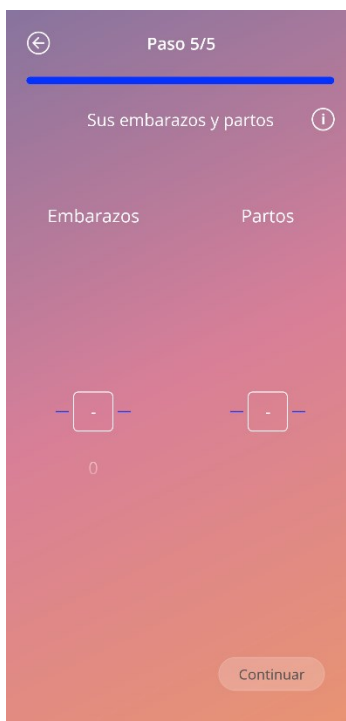 Paso 5/5
Sus embarazos y partos
Embarazos Partos
- -
0
Continuar